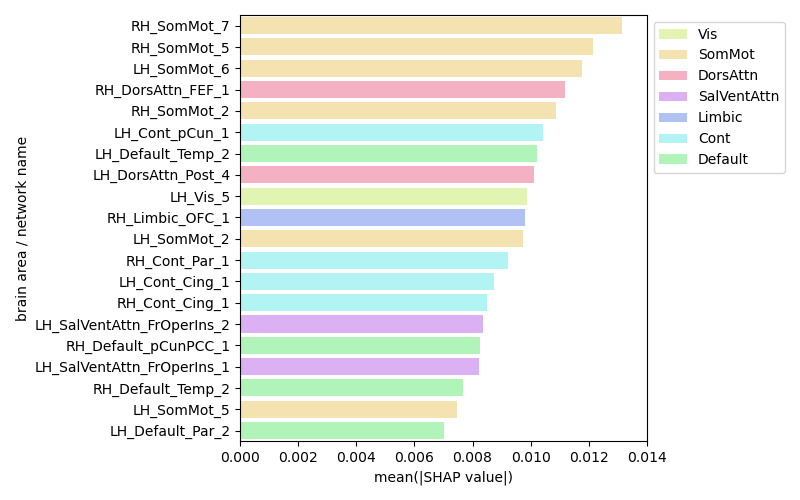 RH_SomMot_7
RH_SomMot_5
LH_SomMot_6
RH_DorsAttn_FEF_1
RH_SomMot_2
LH_Cont_pCun_1
LH_Default_Temp_2
LH_DorsAttn_Post_4
LH_Vis_5
RH_Limbic_OFC_1
LH_SomMot_2
RH_Cont_Par_1
LH_Cont_Cing_1
RH_Cont_Cing_1
LH_SalVentAttn_FrOperIns_2
RH_Default_pCunPCC_1
LH_SalVentAttn_FrOperIns_1
RH_Default_Temp_2
LH_SomMot_5
LH_Default_Par_2
brain area / network name
0.000 0.002 0.004 0.006 0.008 0.010 0.012 0.014
mean(|SHAP value|)
Vis
SomMot
DorsAttn
SalVentAttn
Limbic
Cont
Default